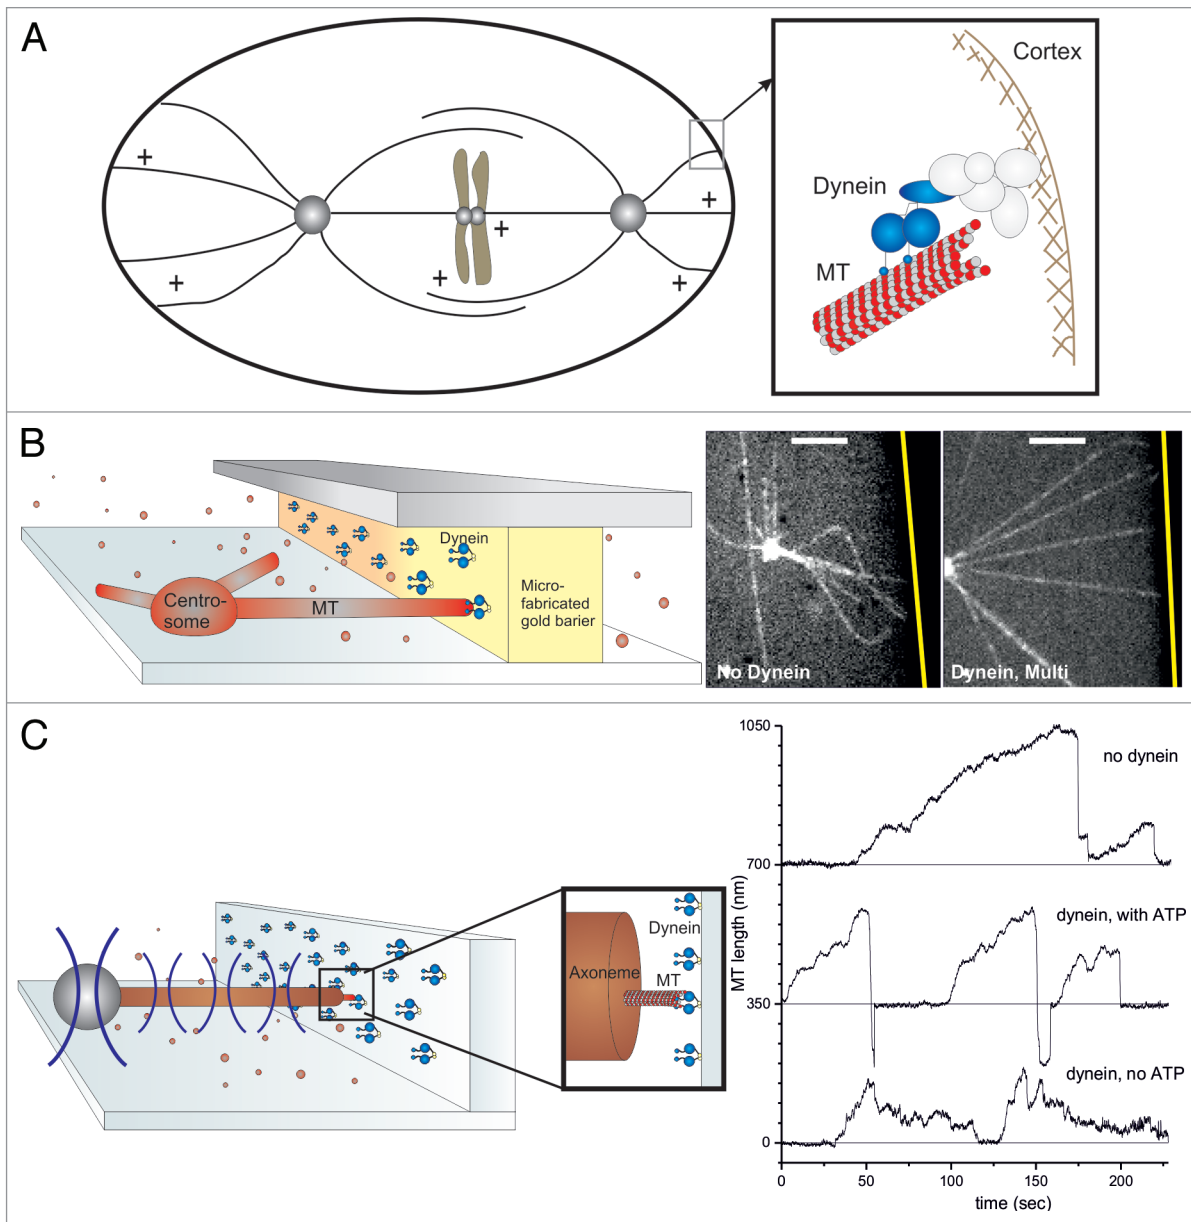 A
+
+
+
+
+
+
Cortex
Dynein
MT
B
Dynein
Centro-
some
MT
Micro-
fabricated
gold barier
No Dynein
Dynein, Multi
C
Dynein
Axoneme
MT
1050
700
350
0
MT length (nm)
no dynein
dynein, with ATP
dynein, no ATP
0
50
100
150
200
time (sec)